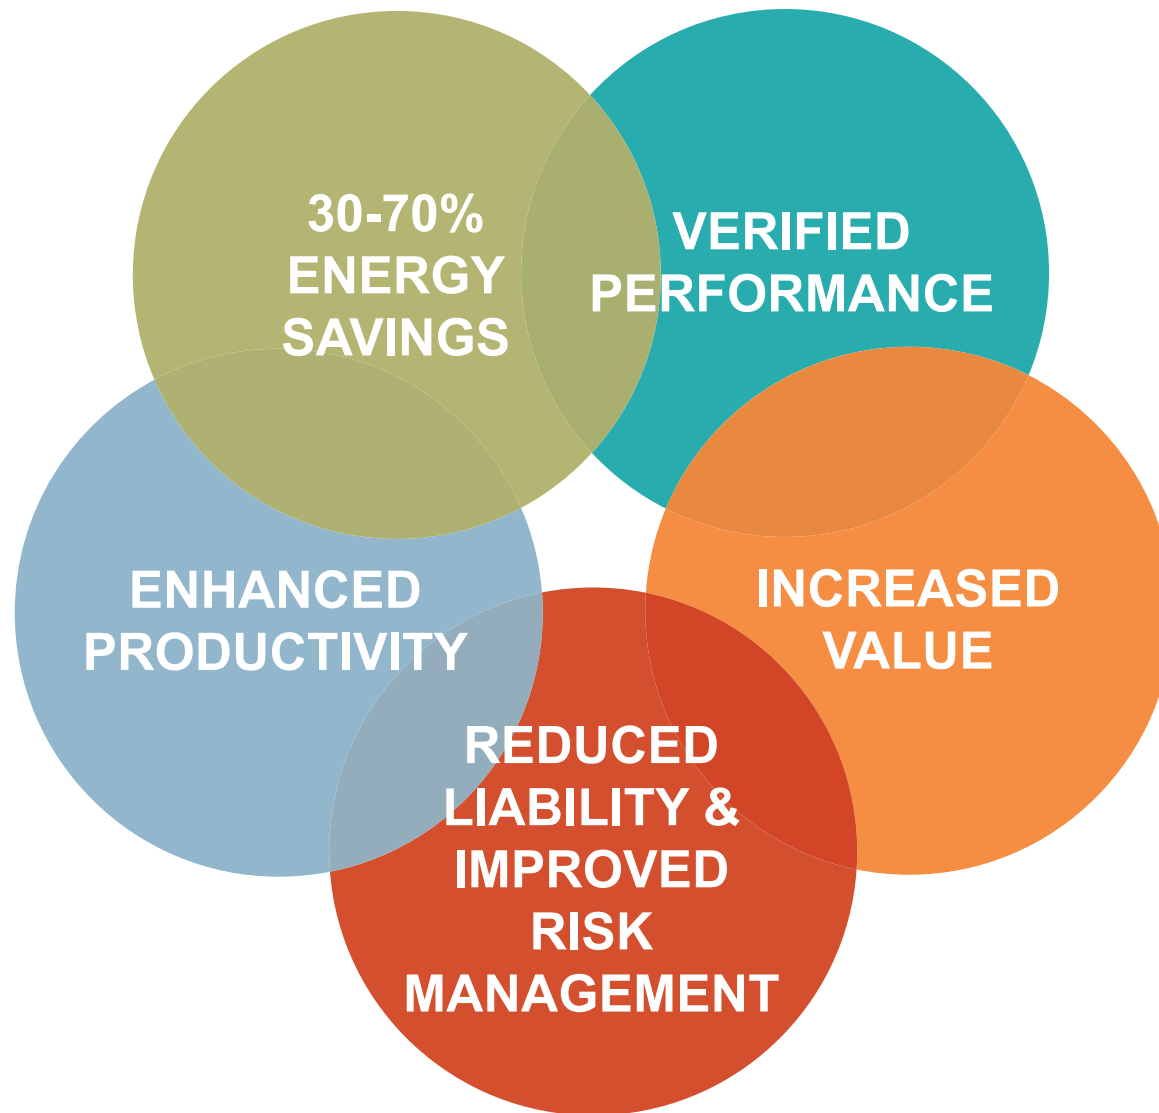 30-70%
ENERGY
SAVINGS
VERIFIED
PERFORMANCE
ENHANCED
PRODUCTIVITY
INCREASED
VALUE
REDUCED
LIABILITY &
IMPROVED
RISK
MANAGEMENT